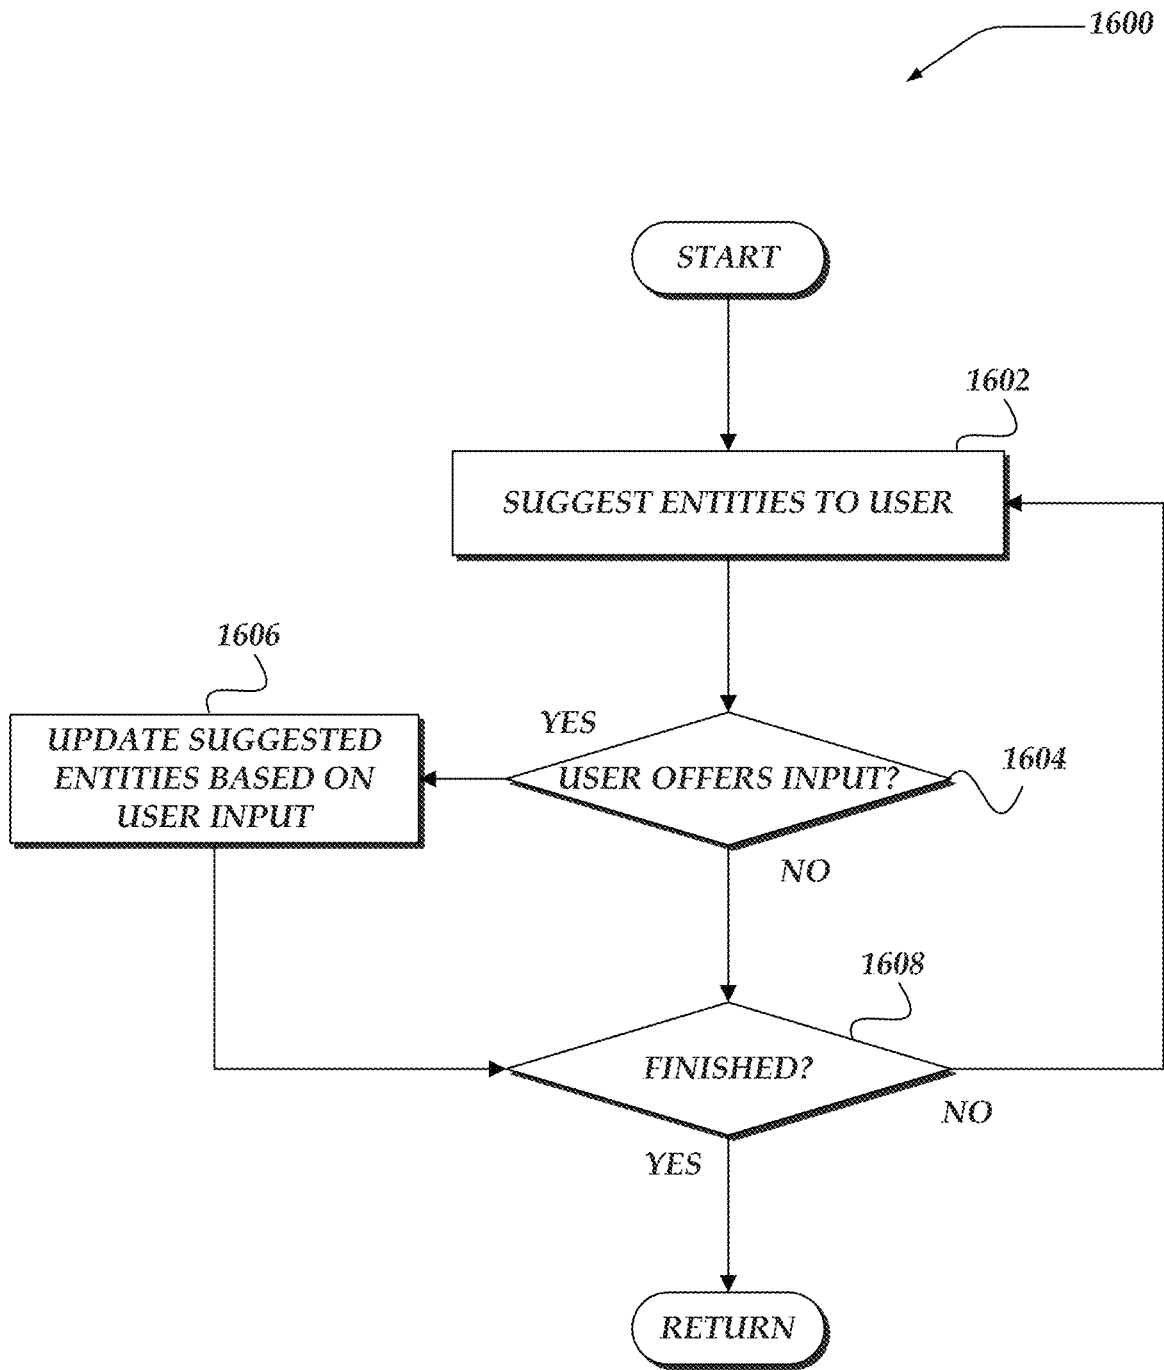 1600
START
1602
SUGGEST ENTITIES TO USER
1606
UPDATE SUGGESTED
ENTITIES BASED ON
USER INPUT
YES
USER OFFERS INPUT?
1604
NO
1608
FINISHED?
NO
YES
RETURN